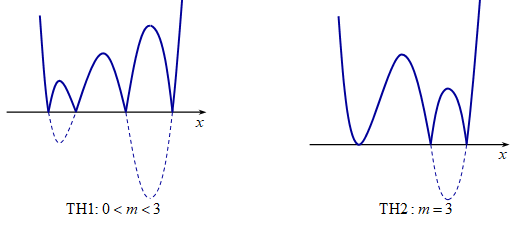 x
x
TH1: 0 < m < 3
TH2 : m = 3